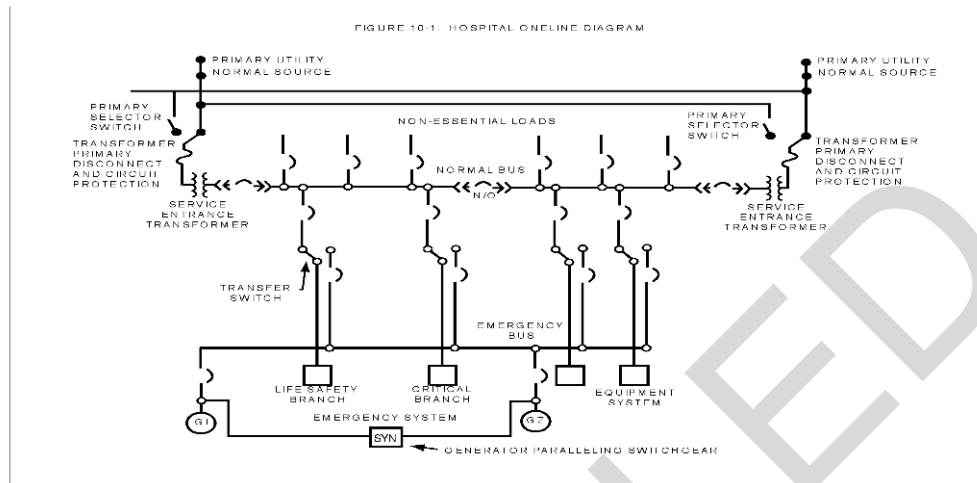 FIGURE 10-1: HOSPITAL ONELINE DIAGRAM
PRIMARY UTILITY
NORMAL SOURCE
PRIMARY UTILITY
NORMAL SOURCE
PRIMARY
SELECTOR
SWITCH
NON-ESSENTIAL LOADS
PRIMARY
SELECTOR
SWITCH
TRANSFORMER
PRIMARY
DISCONNECT
AND CIRCUIT
PROTECTION
NORMAL BUS
N/O
TRANSFORMER
PRIMARY
DISCONNECT
AND CIRCUIT
PROTECTION
SERVICE
ENTRANCE
TRANSFORMER
SERVICE
ENTRANCE
TRANSFORMER
TRANSFER
SWITCH
EMERGENCY
BUS
LIFE SAFETY
BRANCH
CRITICAL
BRANCH
EQUIPMENT
SYSTEM
EMERGENCY SYSTEM
G1
G2
SYN
GENERATOR PARALLELING SWITCHGEAR
LED